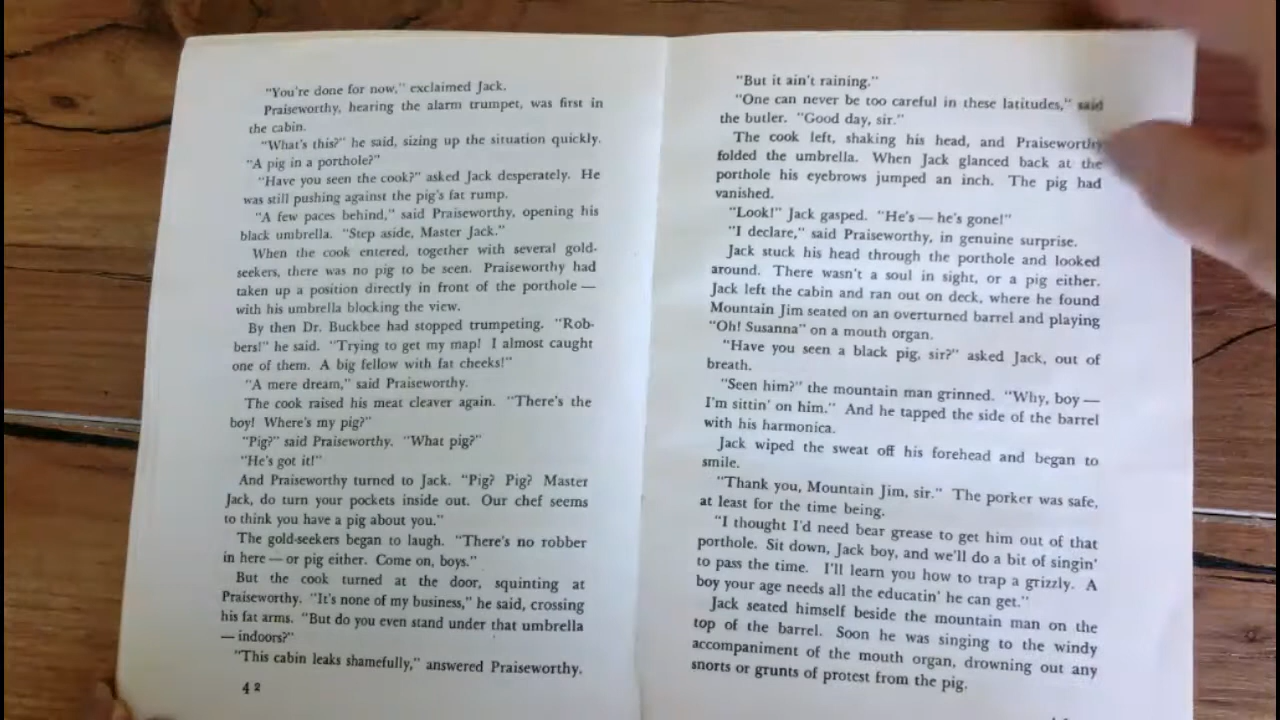 "You're done for now," exclaimed Jack.
Praiseworthy, hearing the alarm trumpet, was first in
the cabin.
"What's this?" he said, sizing up the situation quickly.
"A pig in a porthole?"
"Have you seen the cook?" asked Jack desperately. He
was still pushing against the pig's fat rump.
"A few paces behind," said Praiseworthy, opening his
black umbrella. "Step aside, Master Jack."
When the cook entered, together with several gold-
seekers, there was no pig to be seen. Praiseworthy had
taken up a position directly in front of the porthole —
with his umbrella blocking the view.
By then Dr. Buckbee had stopped trumpeting. "Rob-
bers!" he said. "Trying to get my map! I almost caught
one of them. A big fellow with fat cheeks!"
"A mere dream," said Praiseworthy.
The cook raised his meat cleaver again. "There's the
boy! Where's my pig?"
"Pig?" said Praiseworthy. "What pig?"
"He's got it!"
And Praiseworthy turned to Jack. "Pig? Pig? Master
Jack, do turn your pockets inside out. Our chef seems
to think you have a pig about you."
The gold-seekers began to laugh. "There's no robber
in here — or pig either. Come on, boys."
But the cook turned at the door, squinting at
Praiseworthy. "It's none of my business," he said, crossing
his fat arms. "But do you even stand under that umbrella
— indoors?"
"This cabin leaks shamefully," answered Praiseworthy.
42
"But it ain't raining."
"One can never be too careful in these latitudes," said
the butler. "Good day, sir."
The cook left, shaking his head, and Praiseworthy
folded the umbrella. When Jack glanced back at the
porthole his eyebrows jumped an inch. The pig had
vanished.
"Look!" Jack gasped. "He's — he's gone!"
"I declare," said Praiseworthy, in genuine surprise.
Jack stuck his head through the porthole and looked
around. There wasn't a soul in sight, or a pig either.
Jack left the cabin and ran out on deck, where he found
Mountain Jim seated on an overturned barrel and playing
"Oh! Susanna" on a mouth organ.
"Have you seen a black pig, sir?" asked Jack, out of
breath.
"Seen him?" the mountain man grinned. "Why, boy —
I'm sittin' on him." And he tapped the side of the barrel
with his harmonica.
Jack wiped the sweat off his forehead and began to
smile.
"Thank you, Mountain Jim, sir." The porker was safe,
at least for the time being.
"I thought I'd need bear grease to get him out of that
porthole. Sit down, Jack boy, and we'll do a bit of singin'
to pass the time. I'll learn you how to trap a grizzly. A
boy your age needs all the educatin' he can get."
Jack seated himself beside the mountain man on the
top of the barrel. Soon he was singing to the windy
accompaniment of the mouth organ, drowning out any
snorts or grunts of protest from the pig.